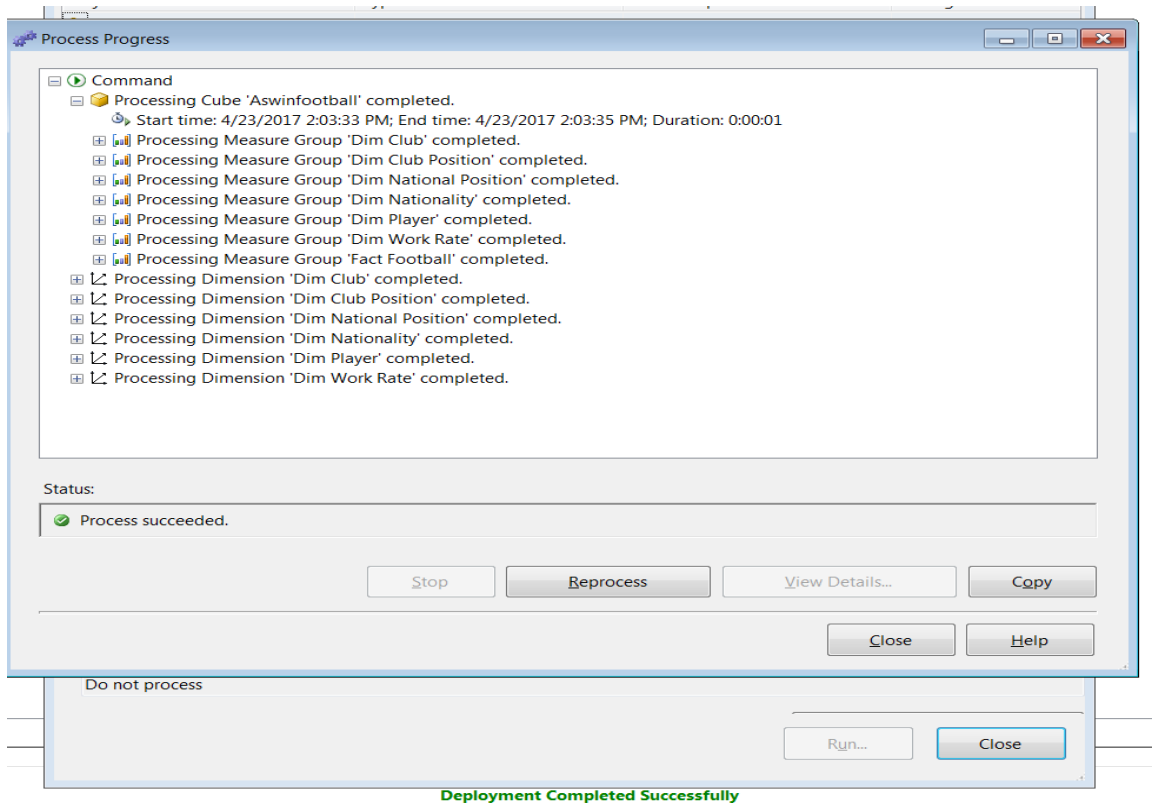 Process Progress
Command
Processing Cube 'Aswinfootball' completed.
Start time: 4/23/2017 2:03:33 PM; End time: 4/23/2017 2:03:35 PM; Duration: 0:00:01
Processing Measure Group 'Dim Club' completed.
Processing Measure Group 'Dim Club Position' completed.
Processing Measure Group 'Dim National Position' completed.
Processing Measure Group 'Dim Nationality' completed.
Processing Measure Group 'Dim Player' completed.
Processing Measure Group 'Dim Work Rate' completed.
Processing Measure Group 'Fact Football' completed.
Processing Dimension 'Dim Club' completed.
Processing Dimension 'Dim Club Position' completed.
Processing Dimension 'Dim National Position' completed.
Processing Dimension 'Dim Nationality' completed.
Processing Dimension 'Dim Player' completed.
Processing Dimension 'Dim Work Rate' completed.
Status:
Process succeeded.
Stop Reprocess View Details... Copy
Close Help
Do not process
Run... Close
Deployment Completed Successfully